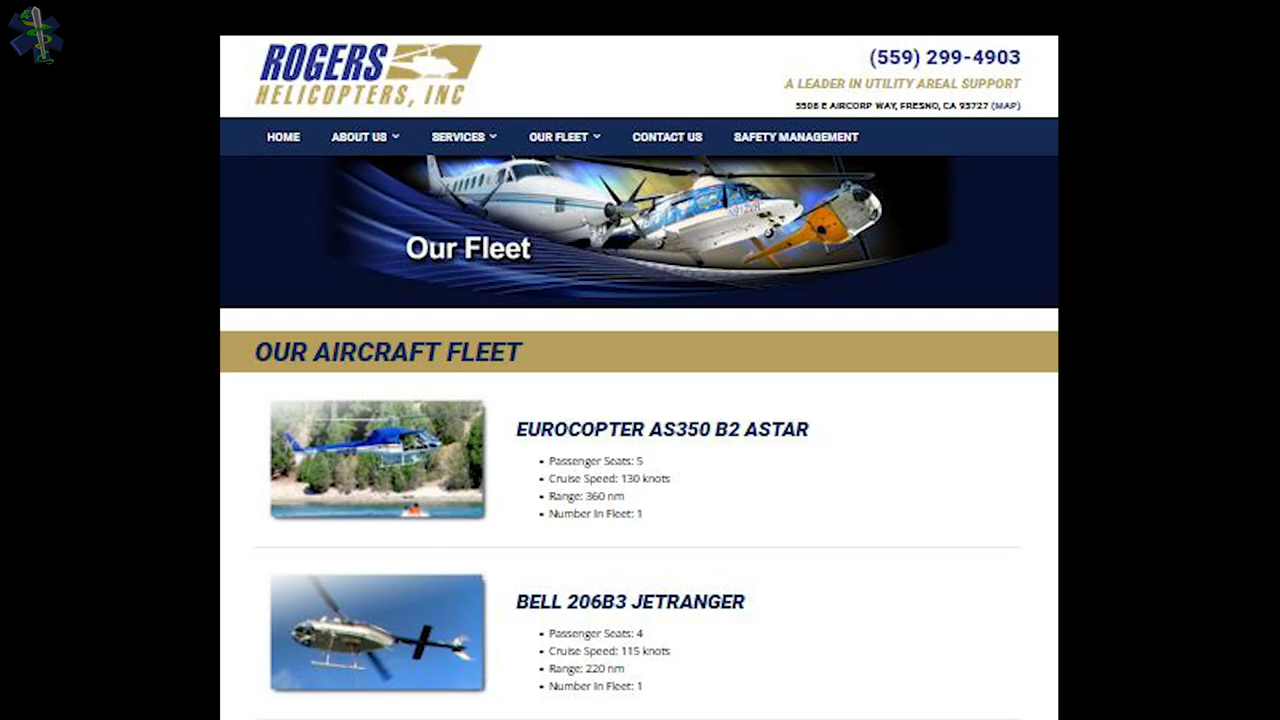 ROGERS
HELICOPTERS, INC
(559) 299-4903
A LEADER IN UTILITY AREAL SUPPORT
5508 E AIRCORP WAY, FRESNO, CA 93727 (MAP)
HOME ABOUT US SERVICES OUR FLEET CONTACT US SAFETY MANAGEMENT
Our Fleet
OUR AIRCRAFT FLEET
EUROCOPTER AS350 B2 ASTAR
• Passenger Seats: 5
• Cruise Speed: 130 knots
• Range: 360 nm
• Number In Fleet: 1
BELL 206B3 JETRANGER
• Passenger Seats: 4
• Cruise Speed: 115 knots
• Range: 220 nm
• Number In Fleet: 1